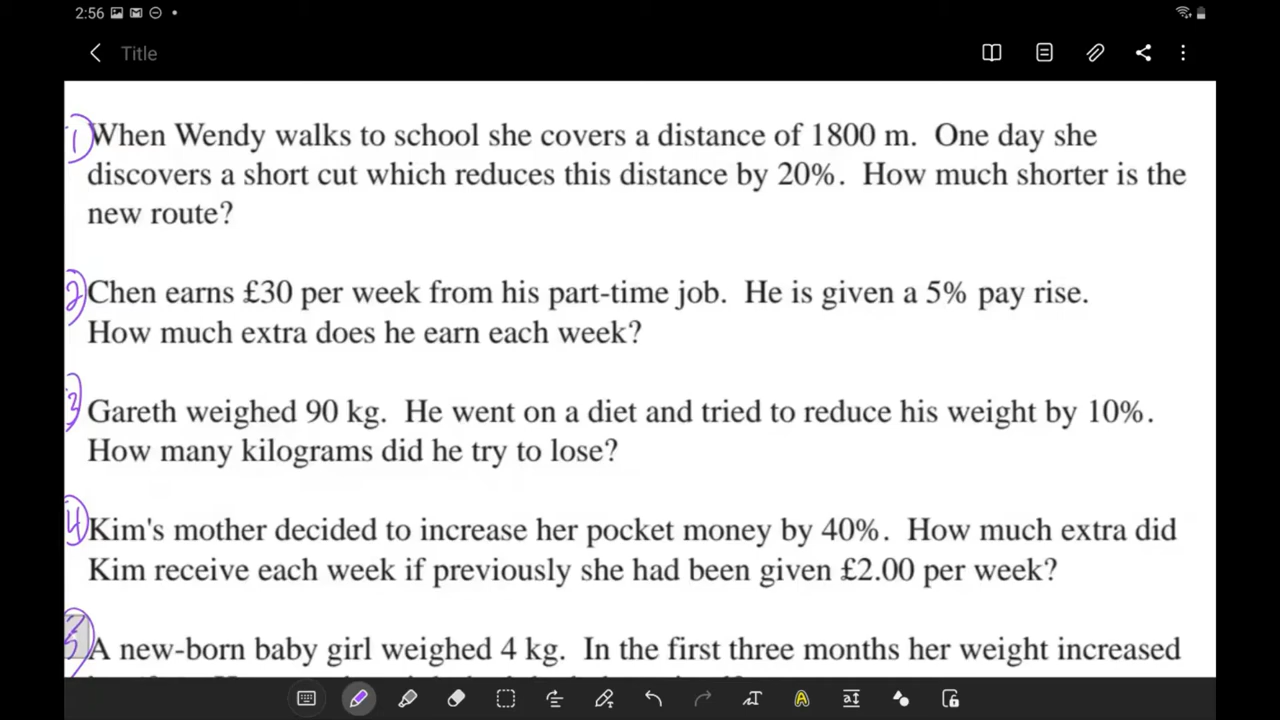 2:56
Title
1 When Wendy walks to school she covers a distance of 1800 m. One day she
discovers a short cut which reduces this distance by 20%. How much shorter is the
new route?
2 Chen earns £30 per week from his part-time job. He is given a 5% pay rise.
How much extra does he earn each week?
3 Gareth weighed 90 kg. He went on a diet and tried to reduce his weight by 10%.
How many kilograms did he try to lose?
4 Kim's mother decided to increase her pocket money by 40%. How much extra did
Kim receive each week if previously she had been given £2.00 per week?
5 A new-born baby girl weighed 4 kg. In the first three months her weight increased